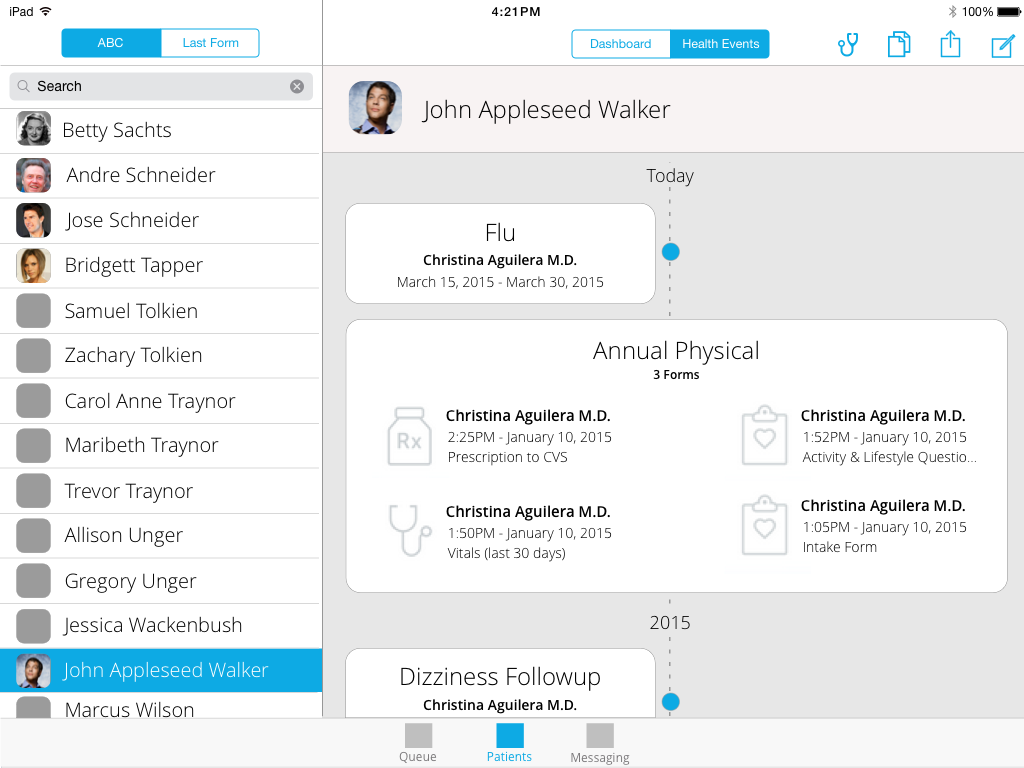 iPad
4:21PM
100%
ABC
Last Form
Dashboard
Health Events
Search
Betty Sachts
Andre Schneider
Jose Schneider
Bridgett Tapper
Samuel Tolkien
Zachary Tolkien
Carol Anne Traynor
Maribeth Traynor
Trevor Traynor
Allison Unger
Gregory Unger
Jessica Wackenbush
John Appleseed Walker
Marcus Wilson
John Appleseed Walker
Today
Flu
Christina Aguilera M.D.
March 15, 2015 - March 30, 2015
Annual Physical
3 Forms
Rx
Christina Aguilera M.D.
2:25PM - January 10, 2015
Prescription to CVS
Christina Aguilera M.D.
1:52PM - January 10, 2015
Activity & Lifestyle Questio...
Christina Aguilera M.D.
1:50PM - January 10, 2015
Vitals (last 30 days)
Christina Aguilera M.D.
1:05PM - January 10, 2015
Intake Form
2015
Dizziness Followup
Christina Aguilera M.D.
Queue
Patients
Messaging